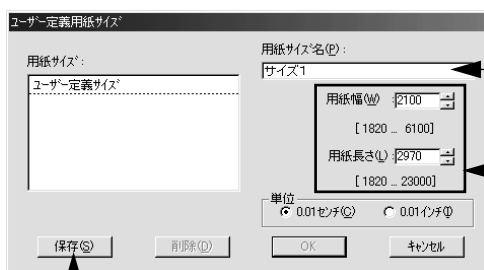 ユーザー定義用紙サイズ
用紙サイズ:
ユーザー定義サイズ
用紙サイズ名(P):
サイズ1
用紙幅(W) :2100
[ 1820 ... 6100]
用紙長さ(L):2970
[ 1820 ... 23000]
単位
0.01センチ(C) 0.01インチ(I)
保存(S) 削除(D) OK キャンセル